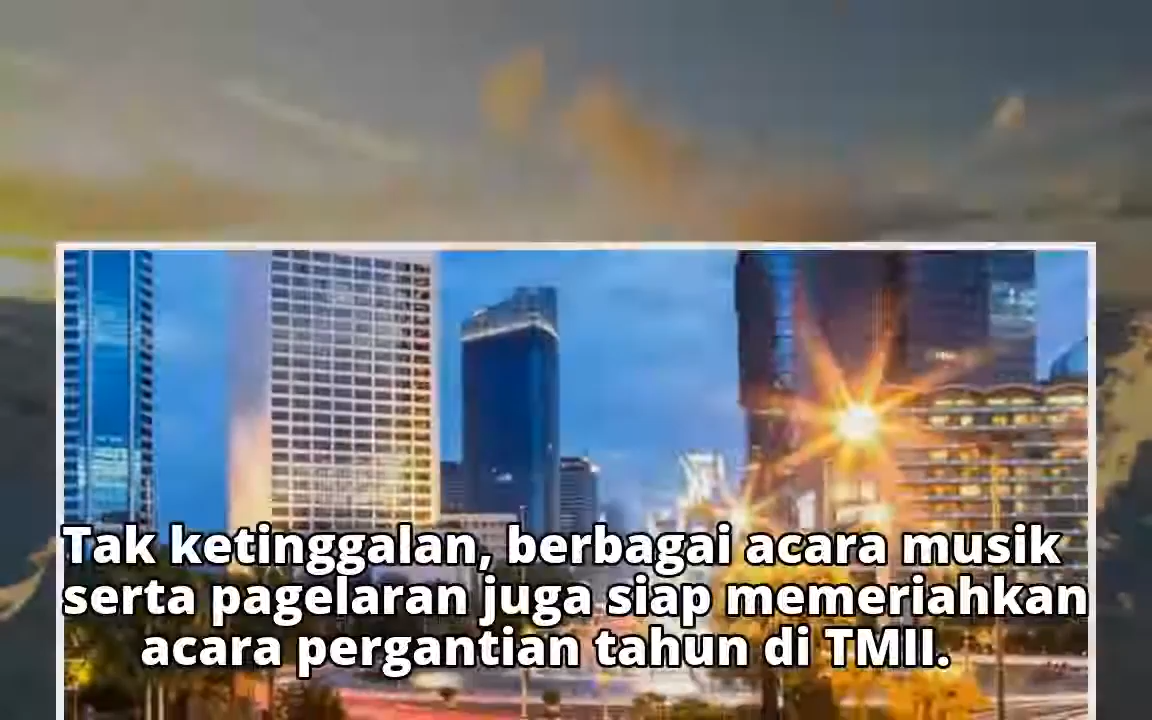 Tak ketinggalan, berbagai acara musik
serta pagelaran juga siap memeriahkan
acara pergantian tahun di TMII.